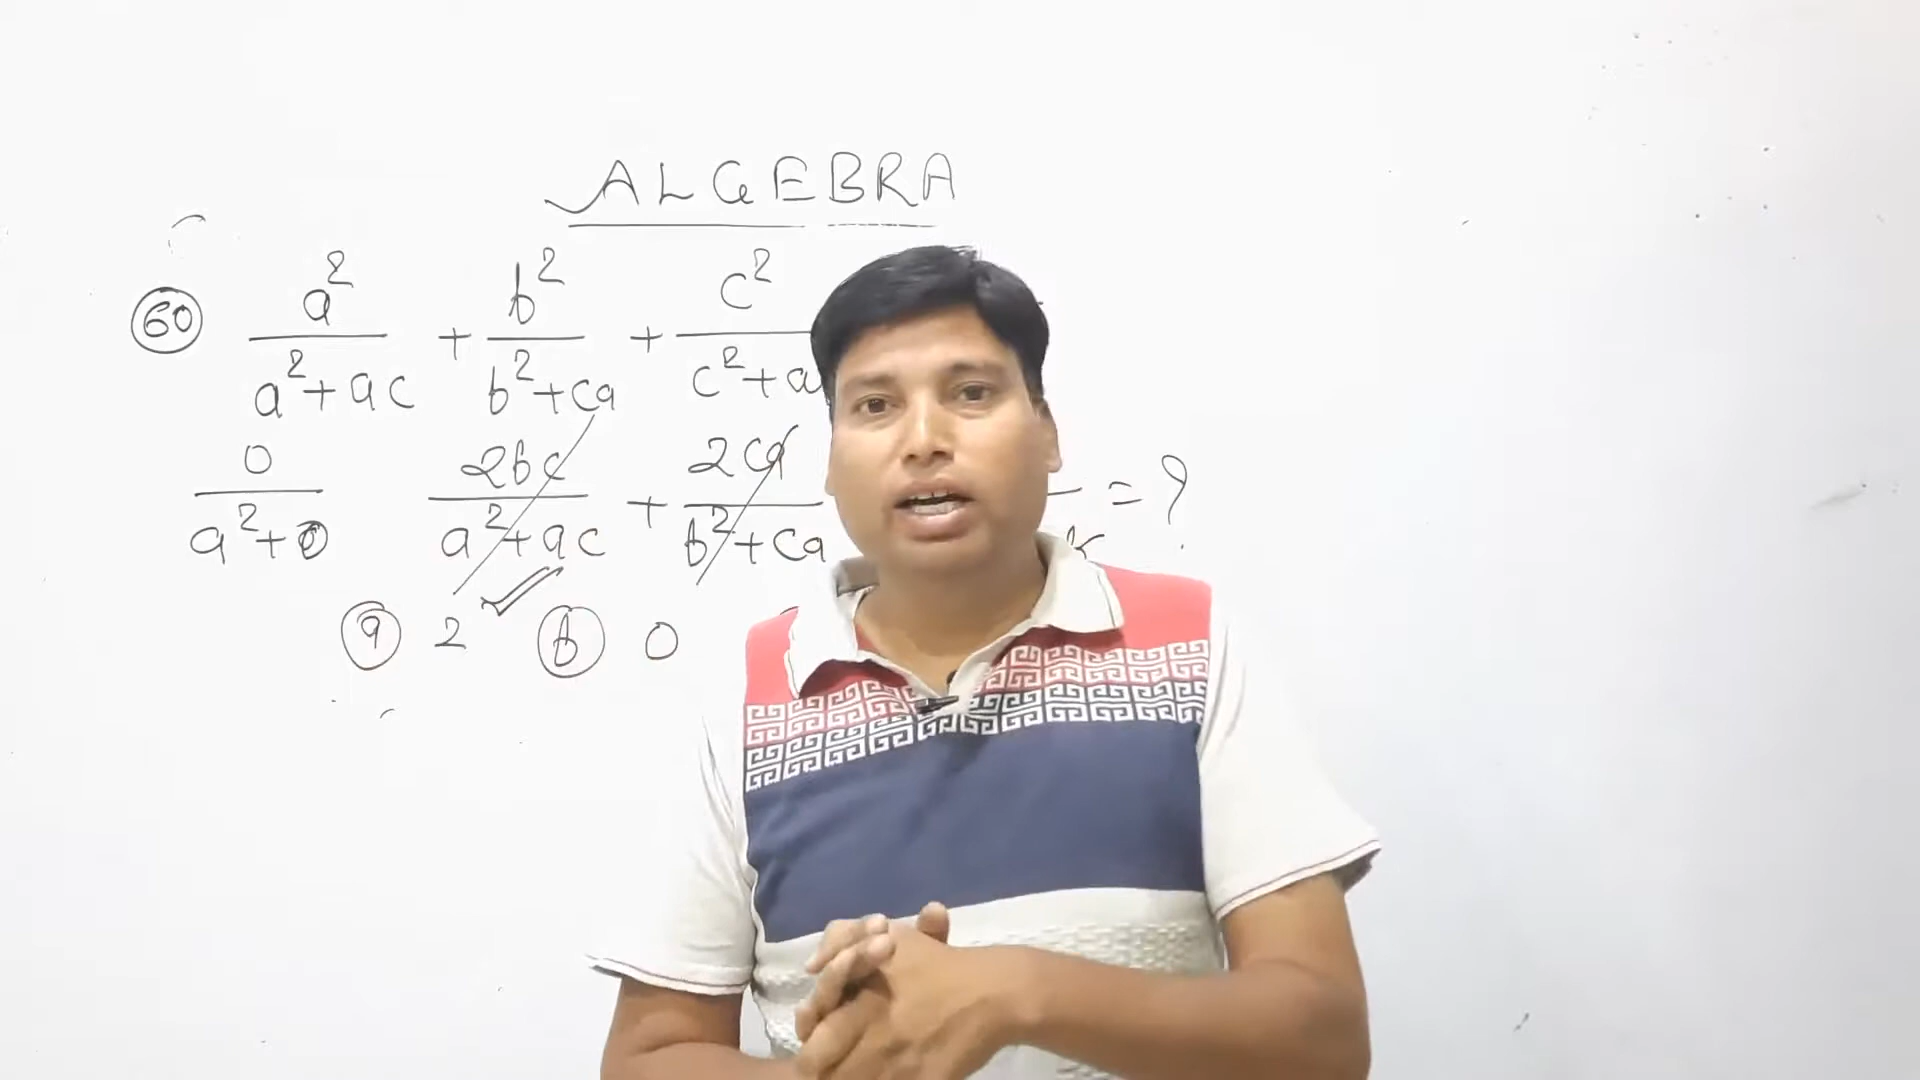 ALGEBRA
60 a²/(a²+ac) + b²/(b²+ca) + c²/(c²+a
0/(a²+0) 2bc/(a²+ac) + 2ca/(b²+ca) = ?
a 2 ✓ b 0